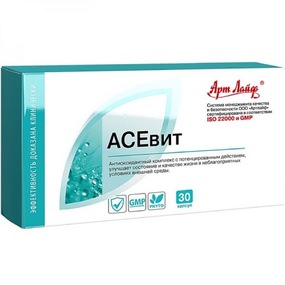 Арт Лайф
Система менеджмента качества
и безопасности ООО «Артлайф»
сертифицирована в соответствии
ISO 22000 и GMP
АСЕвит
Антиоксидантный комплекс с потенцированным действием,
улучшает состояние и качество жизни в неблагоприятных
условиях внешней среды.
GMP
PHYTO
30
капсул
ЭФФЕКТИВНОСТЬ ДОКАЗАНА КЛИНИЧЕСКИ